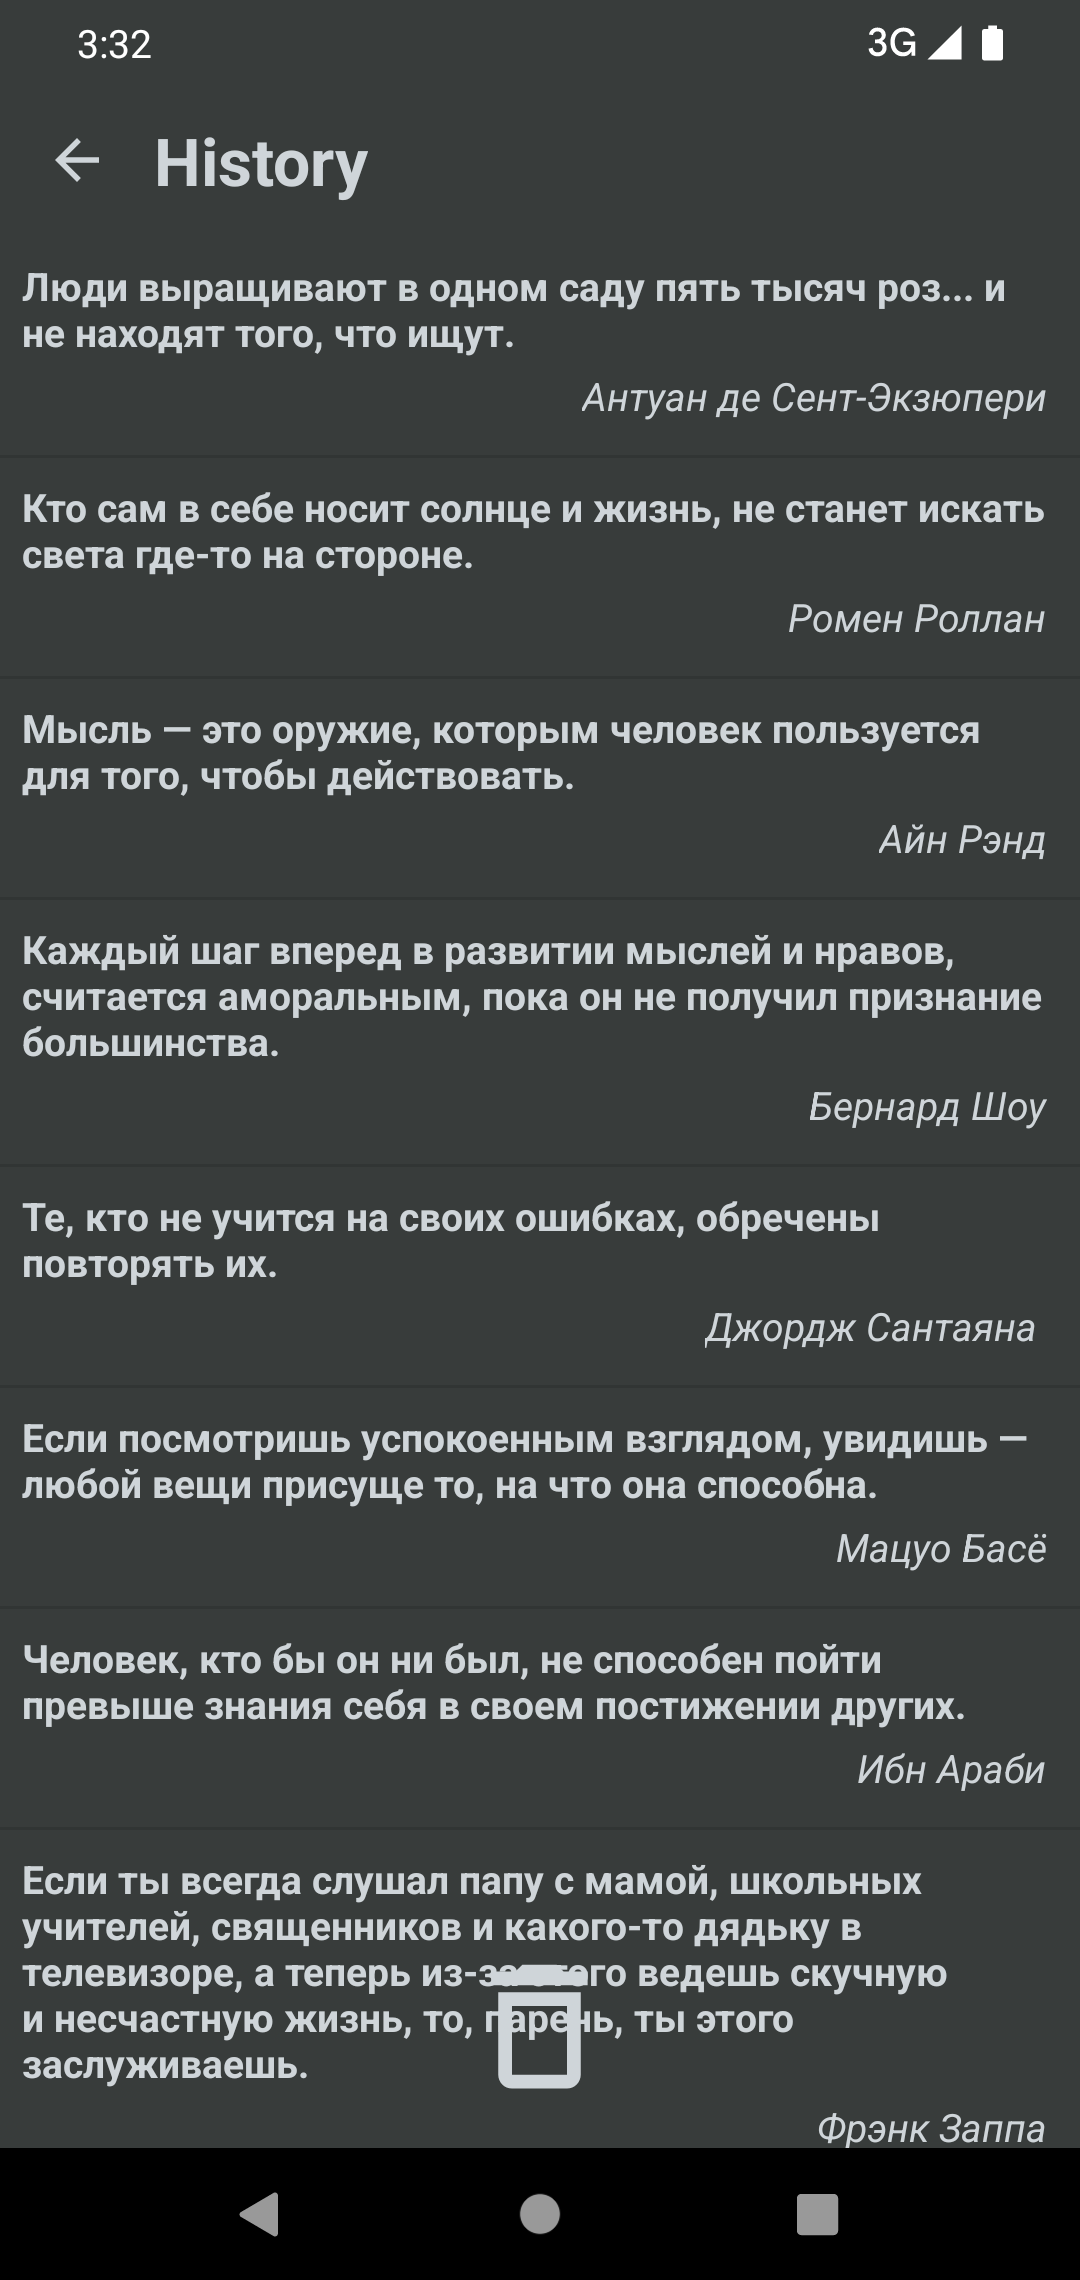 3:32
3G
History
Люди выращивают в одном саду пять тысяч роз... и
не находят того, что ищут.
Антуан де Сент-Экзюпери
Кто сам в себе носит солнце и жизнь, не станет искать
света где-то на стороне.
Ромен Роллан
Мысль — это оружие, которым человек пользуется
для того, чтобы действовать.
Айн Рэнд
Каждый шаг вперед в развитии мыслей и нравов,
считается аморальным, пока он не получил признание
большинства.
Бернард Шоу
Те, кто не учится на своих ошибках, обречены
повторять их.
Джордж Сантаяна
Если посмотришь успокоенным взглядом, увидишь —
любой вещи присуще то, на что она способна.
Мацуо Басё
Человек, кто бы он ни был, не способен пойти
превыше знания себя в своем постижении других.
Ибн Араби
Если ты всегда слушал папу с мамой, школьных
учителей, священников и какого-то дядьку в
телевизоре, а теперь из-за этого ведешь скучную
и несчастную жизнь, то, парень, ты этого
заслуживаешь.
Фрэнк Заппа